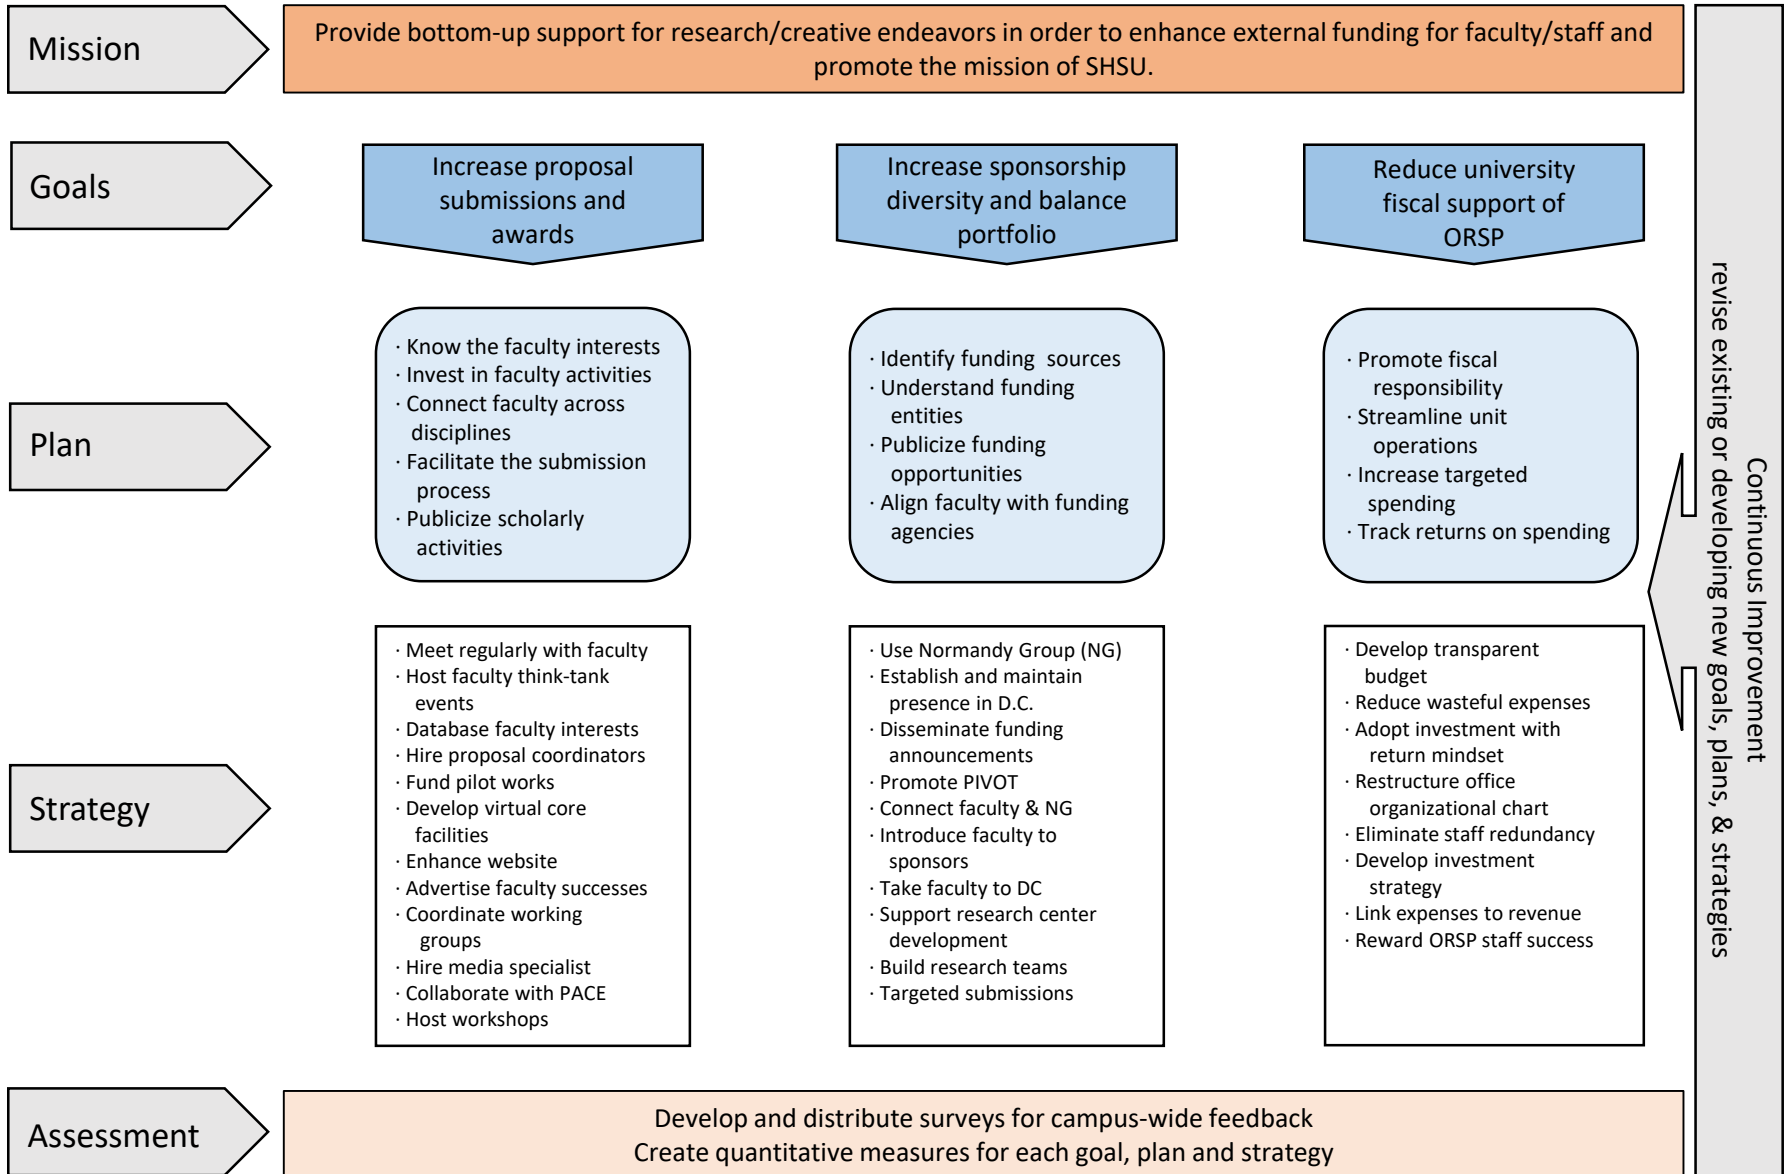 Mission
Provide bottom-up support for research/creative endeavors in order to enhance external funding for faculty/staff and
promote the mission of SHSU.
Goals
Increase proposal
submissions and
awards
Increase sponsorship
diversity and balance
portfolio
Reduce university
fiscal support of
ORSP
Plan
· Know the faculty interests
· Invest in faculty activities
· Connect faculty across
disciplines
· Facilitate the submission
process
· Publicize scholarly
activities
· Identify funding sources
· Understand funding
entities
· Publicize funding
opportunities
· Align faculty with funding
agencies
· Promote fiscal
responsibility
· Streamline unit
operations
· Increase targeted
spending
· Track returns on spending
Strategy
· Meet regularly with faculty
· Host faculty think-tank
events
· Database faculty interests
· Hire proposal coordinators
· Fund pilot works
· Develop virtual core
facilities
· Enhance website
· Advertise faculty successes
· Coordinate working
groups
· Hire media specialist
· Collaborate with PACE
· Host workshops
· Use Normandy Group (NG)
· Establish and maintain
presence in D.C.
· Disseminate funding
announcements
· Promote PIVOT
· Connect faculty & NG
· Introduce faculty to
sponsors
· Take faculty to DC
· Support research center
development
· Build research teams
· Targeted submissions
· Develop transparent
budget
· Reduce wasteful expenses
· Adopt investment with
return mindset
· Restructure office
organizational chart
· Eliminate staff redundancy
· Develop investment
strategy
· Link expenses to revenue
· Reward ORSP staff success
Assessment
Develop and distribute surveys for campus-wide feedback
Create quantitative measures for each goal, plan and strategy
Continuous Improvement
revise existing or developing new goals, plans, & strategies